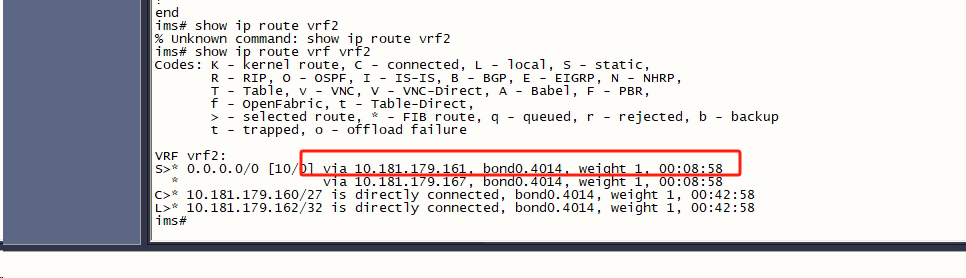 !
end
ims# show ip route vrf2
% Unknown command: show ip route vrf2
ims# show ip route vrf vrf2
Codes: K - kernel route, C - connected, L - local, S - static,
       R - RIP, O - OSPF, I - IS-IS, B - BGP, E - EIGRP, N - NHRP,
       T - Table, v - VNC, V - VNC-Direct, A - Babel, F - PBR,
       f - OpenFabric, t - Table-Direct,
       > - selected route, * - FIB route, q - queued, r - rejected, b - backup
       t - trapped, o - offload failure
VRF vrf2:
S>* 0.0.0.0/0 [10/0] via 10.181.179.161, bond0.4014, weight 1, 00:08:58
  *                  via 10.181.179.167, bond0.4014, weight 1, 00:08:58
C>* 10.181.179.160/27 is directly connected, bond0.4014, weight 1, 00:42:58
L>* 10.181.179.162/32 is directly connected, bond0.4014, weight 1, 00:42:58
ims#